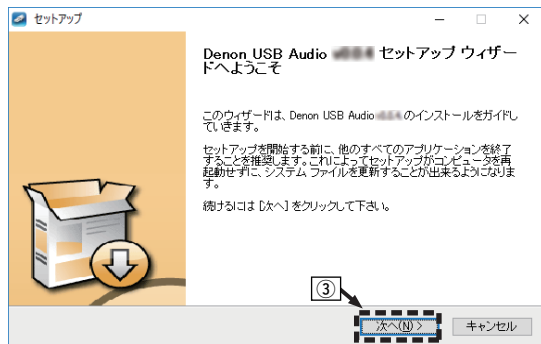 セットアップ
Denon USB Audio セットアップ ウィザー
ドへようこそ
このウィザードは、Denon USB Audio のインストールをガイドし
ていきます。
セットアップを開始する前に、他のすべてのアプリケーションを終了
することを推奨します。これによってセットアップがコンピュータを再
起動せずに、システム ファイルを更新することが出来るようになりま
す。
続けるには [次へ] をクリックして下さい。
③
次へ(N) >
キャンセル